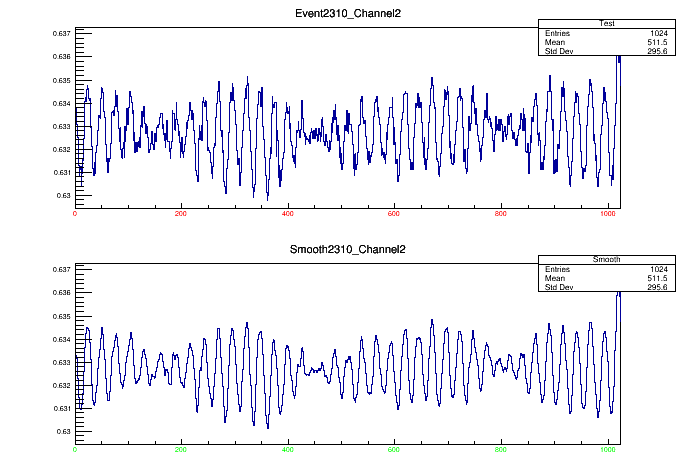 Event2310_Channel2
Test
Entries 1024
Mean 511.5
Std Dev 295.6
0.637
0.636
0.635
0.634
0.633
0.632
0.631
0.63
0 200 400 600 800 1000
Smooth2310_Channel2
Smooth
Entries 1024
Mean 511.5
Std Dev 295.6
0.637
0.636
0.635
0.634
0.633
0.632
0.631
0.63
0 200 400 600 800 1000